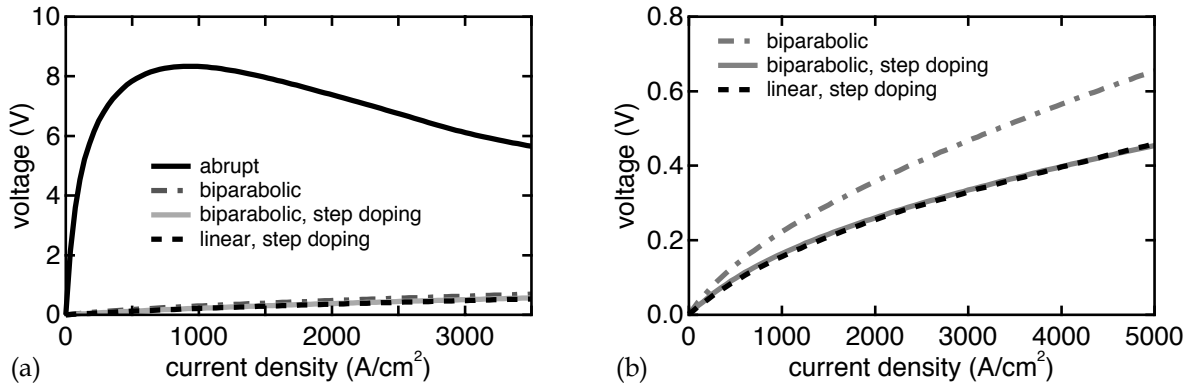 10
8
6
4
2
0
voltage (V)
abrupt
biparabolic
biparabolic, step doping
linear, step doping
0
1000
2000
3000
current density (A/cm²)
(a)
0.8
0.6
0.4
0.2
0.0
voltage (V)
biparabolic
biparabolic, step doping
linear, step doping
0
1000
2000
3000
4000
5000
current density (A/cm²)
(b)